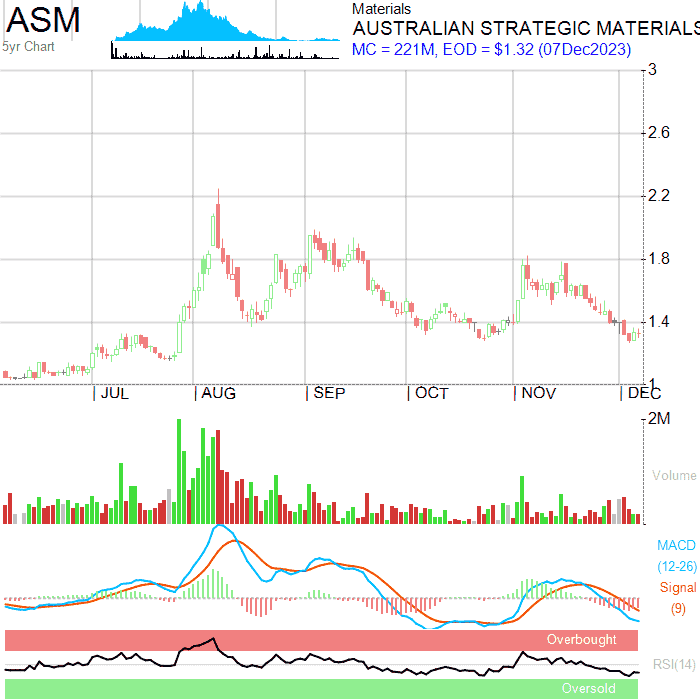 ASM
5yr Chart
Materials
AUSTRALIAN STRATEGIC MATERIALS
MC = 221M, EOD = $1.32 (07Dec2023)
3
2.6
2.2
1.8
1.4
1
JUL AUG SEP OCT NOV DEC
2M
Volume
MACD
(12-26)
Signal
(9)
Overbought
RSI(14)
Oversold